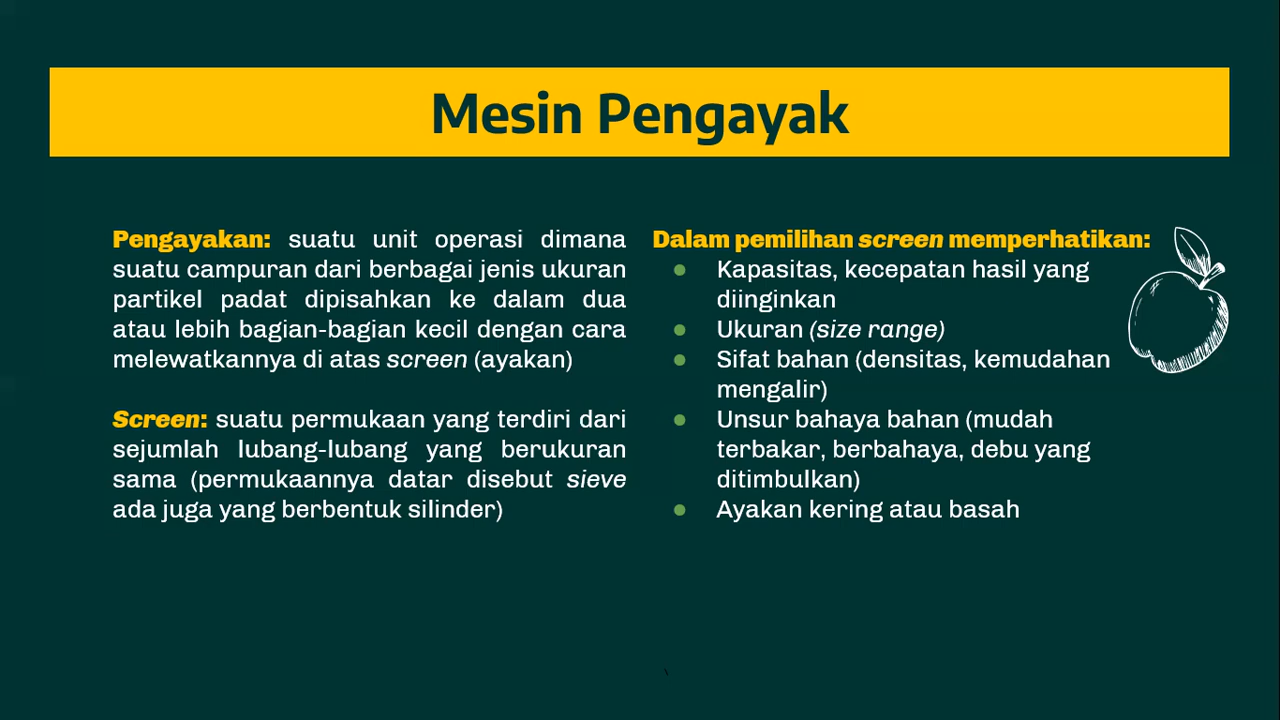 Mesin Pengayak
Pengayakan: suatu unit operasi dimana
suatu campuran dari berbagai jenis ukuran
partikel padat dipisahkan ke dalam dua
atau lebih bagian-bagian kecil dengan cara
melewatkannya di atas screen (ayakan)
Screen: suatu permukaan yang terdiri dari
sejumlah lubang-lubang yang berukuran
sama (permukaannya datar disebut sieve
ada juga yang berbentuk silinder)
Dalam pemilihan screen memperhatikan:
● Kapasitas, kecepatan hasil yang
diinginkan
● Ukuran (size range)
● Sifat bahan (densitas, kemudahan
mengalir)
● Unsur bahaya bahan (mudah
terbakar, berbahaya, debu yang
ditimbulkan)
● Ayakan kering atau basah